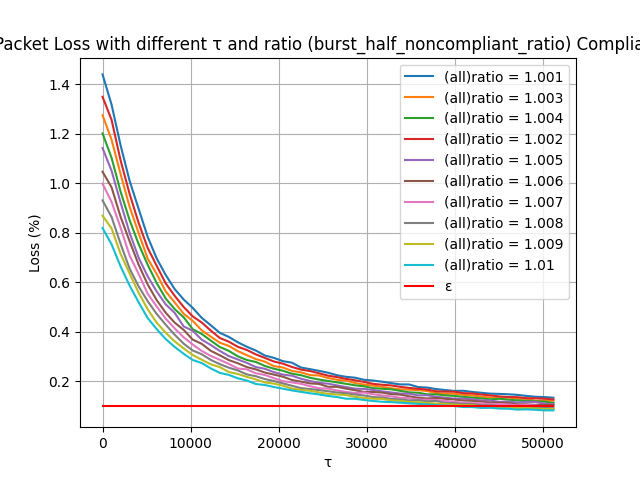 Packet Loss with different τ and ratio (burst_half_noncompliant_ratio) Complia
Loss (%)
1.4
1.2
1.0
0.8
0.6
0.4
0.2
0
10000
20000
30000
40000
50000
τ
(all)ratio = 1.001
(all)ratio = 1.003
(all)ratio = 1.004
(all)ratio = 1.002
(all)ratio = 1.005
(all)ratio = 1.006
(all)ratio = 1.007
(all)ratio = 1.008
(all)ratio = 1.009
(all)ratio = 1.01
ε